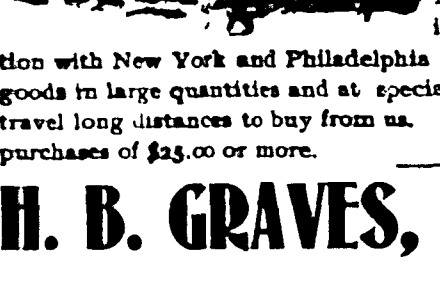 tion with New York and Philadelphia
goods in large quantities and at specia
travel long distances to buy from us.
purchases of $25.00 or more.
H. B. GRAVES,